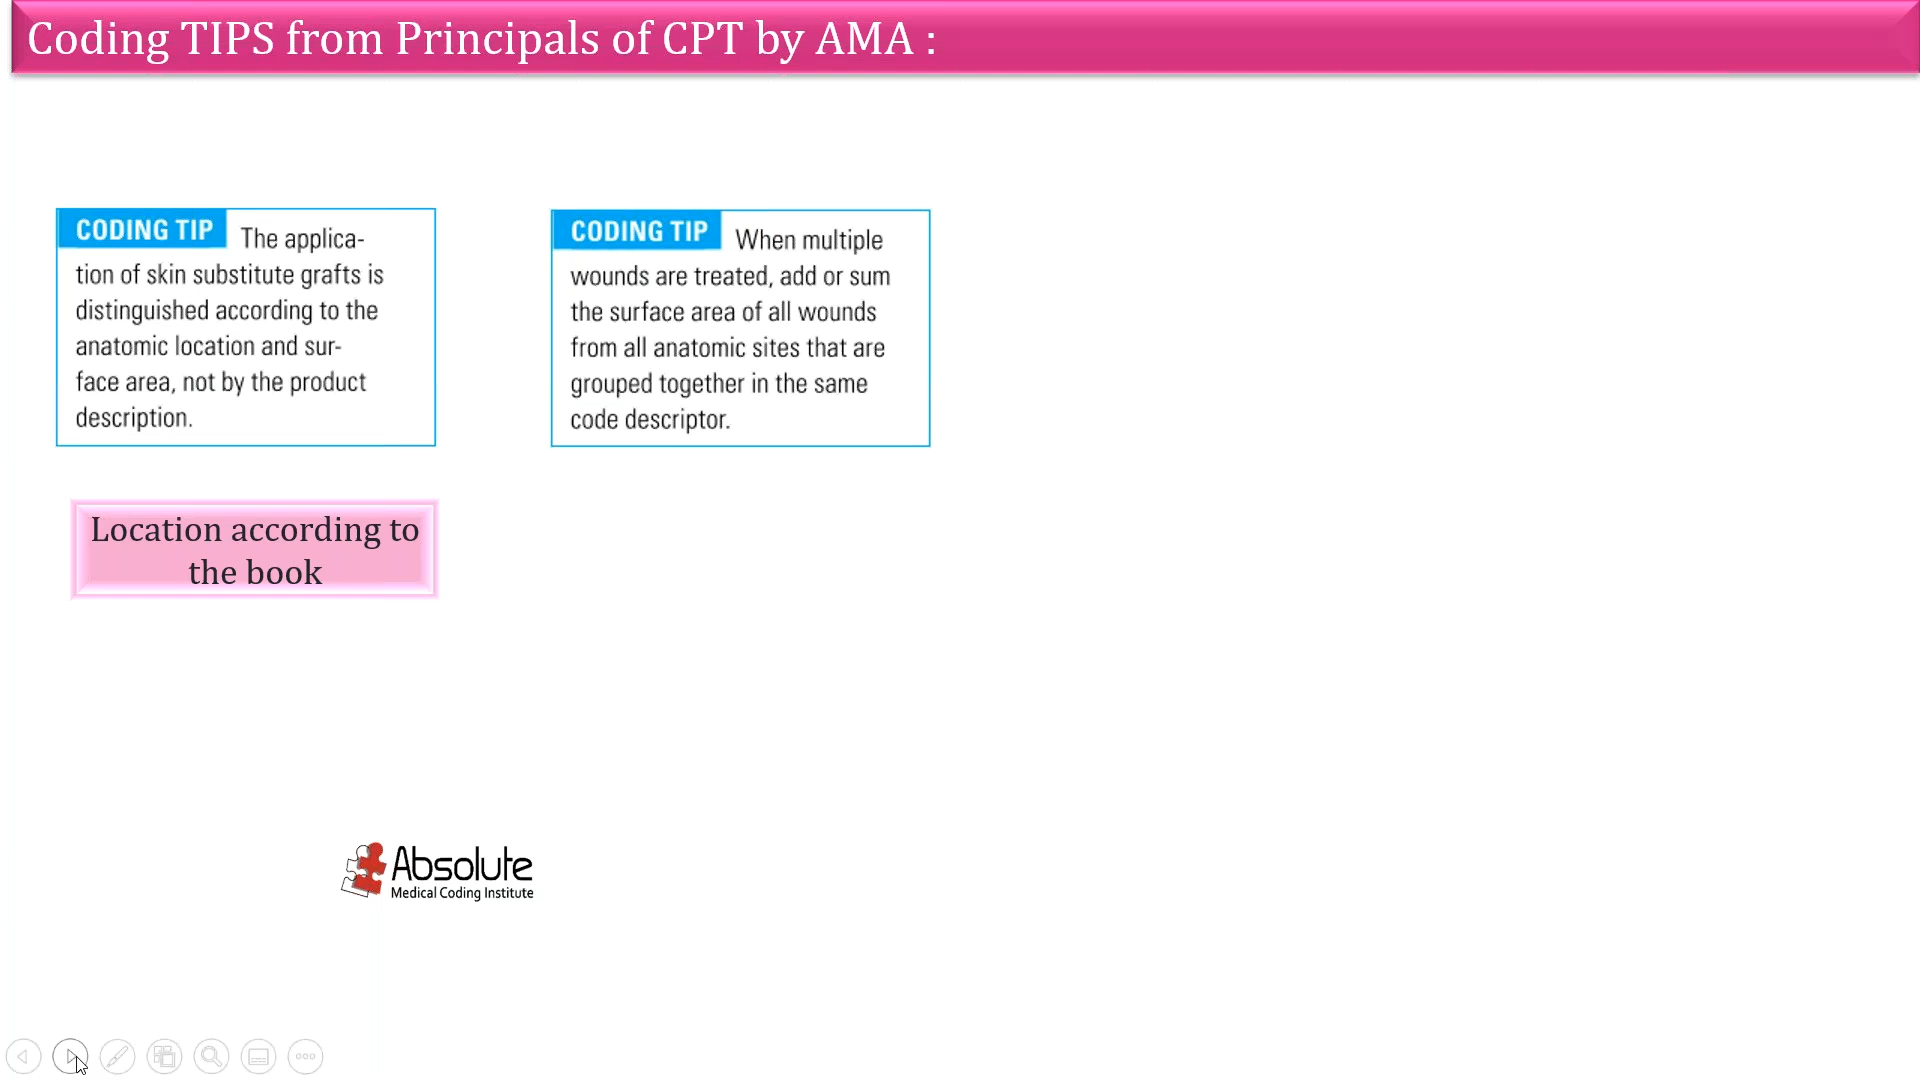 Coding TIPS from Principals of CPT by AMA :
CODING TIP The applica-
tion of skin substitute grafts is
distinguished according to the
anatomic location and sur-
face area, not by the product
description.
CODING TIP When multiple
wounds are treated, add or sum
the surface area of all wounds
from all anatomic sites that are
grouped together in the same
code descriptor.
Location according to
the book
Absolute
Medical Coding Institute